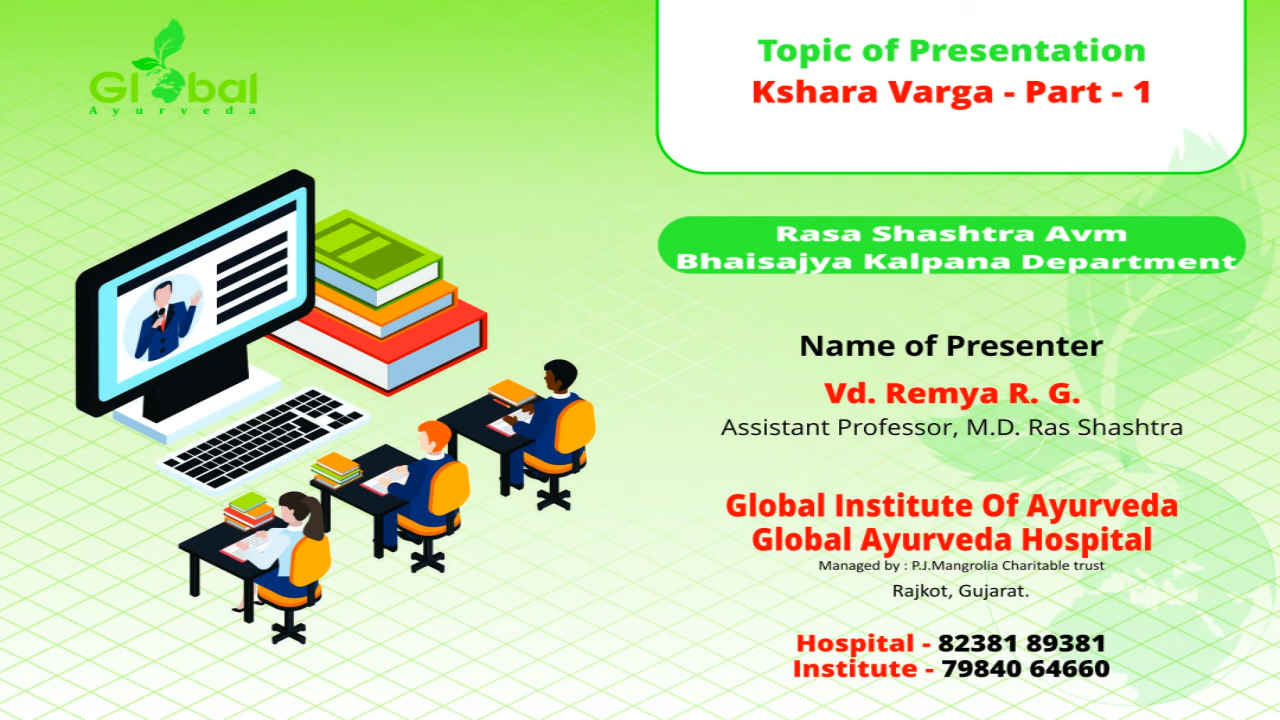 Global
Ayurveda
Topic of Presentation
Kshara Varga - Part - 1
Rasa Shashtra Avm
Bhaisajya Kalpana Department
Name of Presenter
Vd. Remya R. G.
Assistant Professor, M.D. Ras Shashtra
Global Institute Of Ayurveda
Global Ayurveda Hospital
Managed by : P.J.Mangrolia Charitable trust
Rajkot, Gujarat.
Hospital - 82381 89381
Institute - 79840 64660